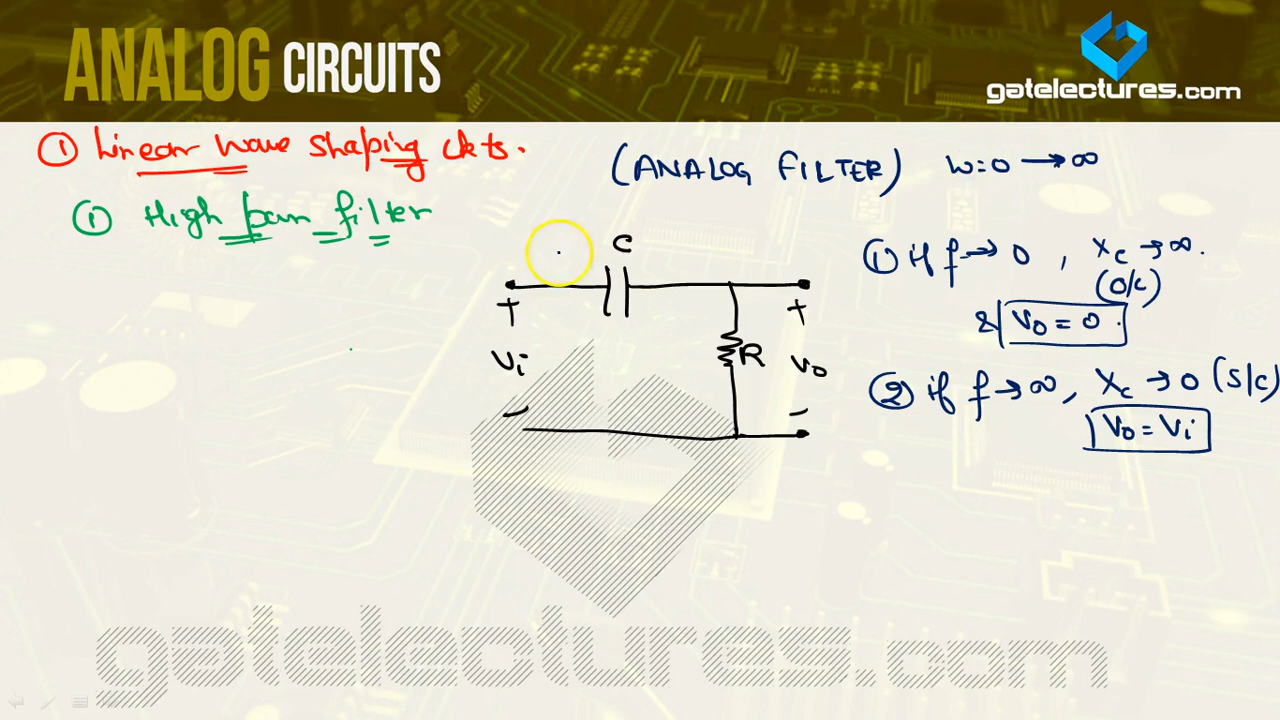 ANALOG CIRCUITS
gatelectures.com
① Linear wave shaping ckts.
(ANALOG FILTER) w=0 → ∞
① High pass filter
C
+
Vi
−
R
+
Vo
−
① if f → 0 , Xc → ∞.
(O/C)
& Vo = 0.
② if f → ∞, Xc → 0 (S/C)
Vo = Vi
gatelectures.com